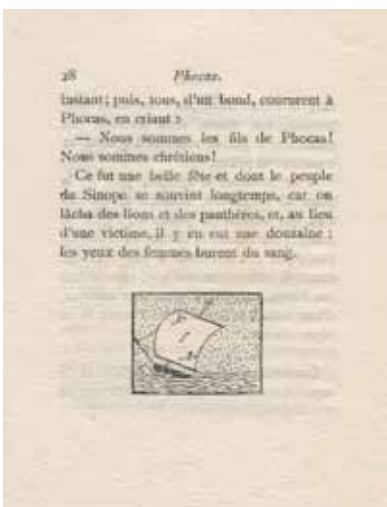 28 Phocas.
instant; puis, tous, d'un bond, coururent à
Phocas, en criant :
— Nous sommes les fils de Phocas!
Nous sommes chrétiens!
Ce fut une belle fête et dont le peuple
de Sinope se souvint longtemps, car on
lâcha des lions et des panthères, et, au lieu
d'une victime, il y en eut une douzaine :
les yeux des femmes burent du sang.